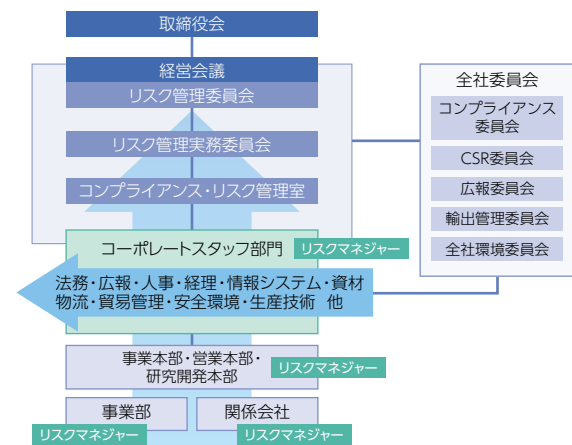 取締役会
経営会議
リスク管理委員会
リスク管理実務委員会
コンプライアンス・リスク管理室
コーポレートスタッフ部門
リスクマネジャー
法務・広報・人事・経理・情報システム・資材
物流・貿易管理・安全環境・生産技術 他
事業本部・営業本部・
研究開発本部
リスクマネジャー
事業部
リスクマネジャー
関係会社
リスクマネジャー
全社委員会
コンプライアンス
委員会
CSR委員会
広報委員会
輸出管理委員会
全社環境委員会